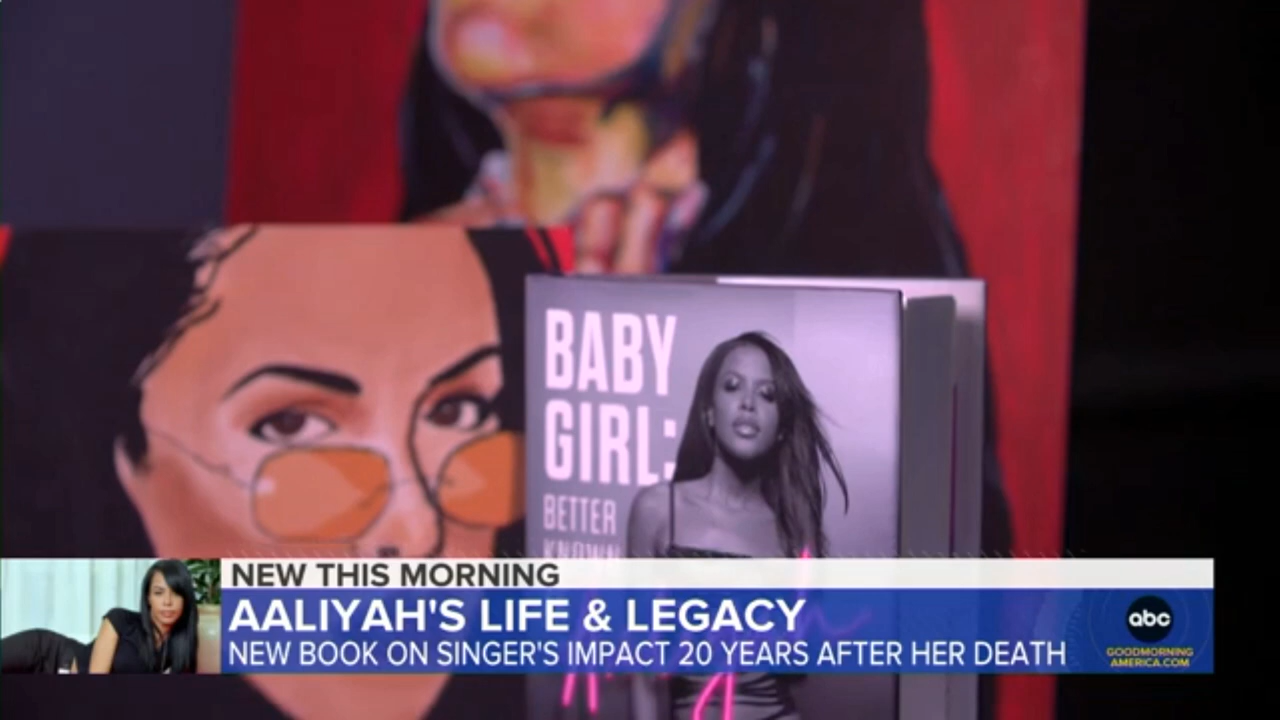 BABY
GIRL:
BETTER
KNOWN
NEW THIS MORNING
AALIYAH'S LIFE & LEGACY
NEW BOOK ON SINGER'S IMPACT 20 YEARS AFTER HER DEATH
abc
GOODMORNING
AMERICA.COM